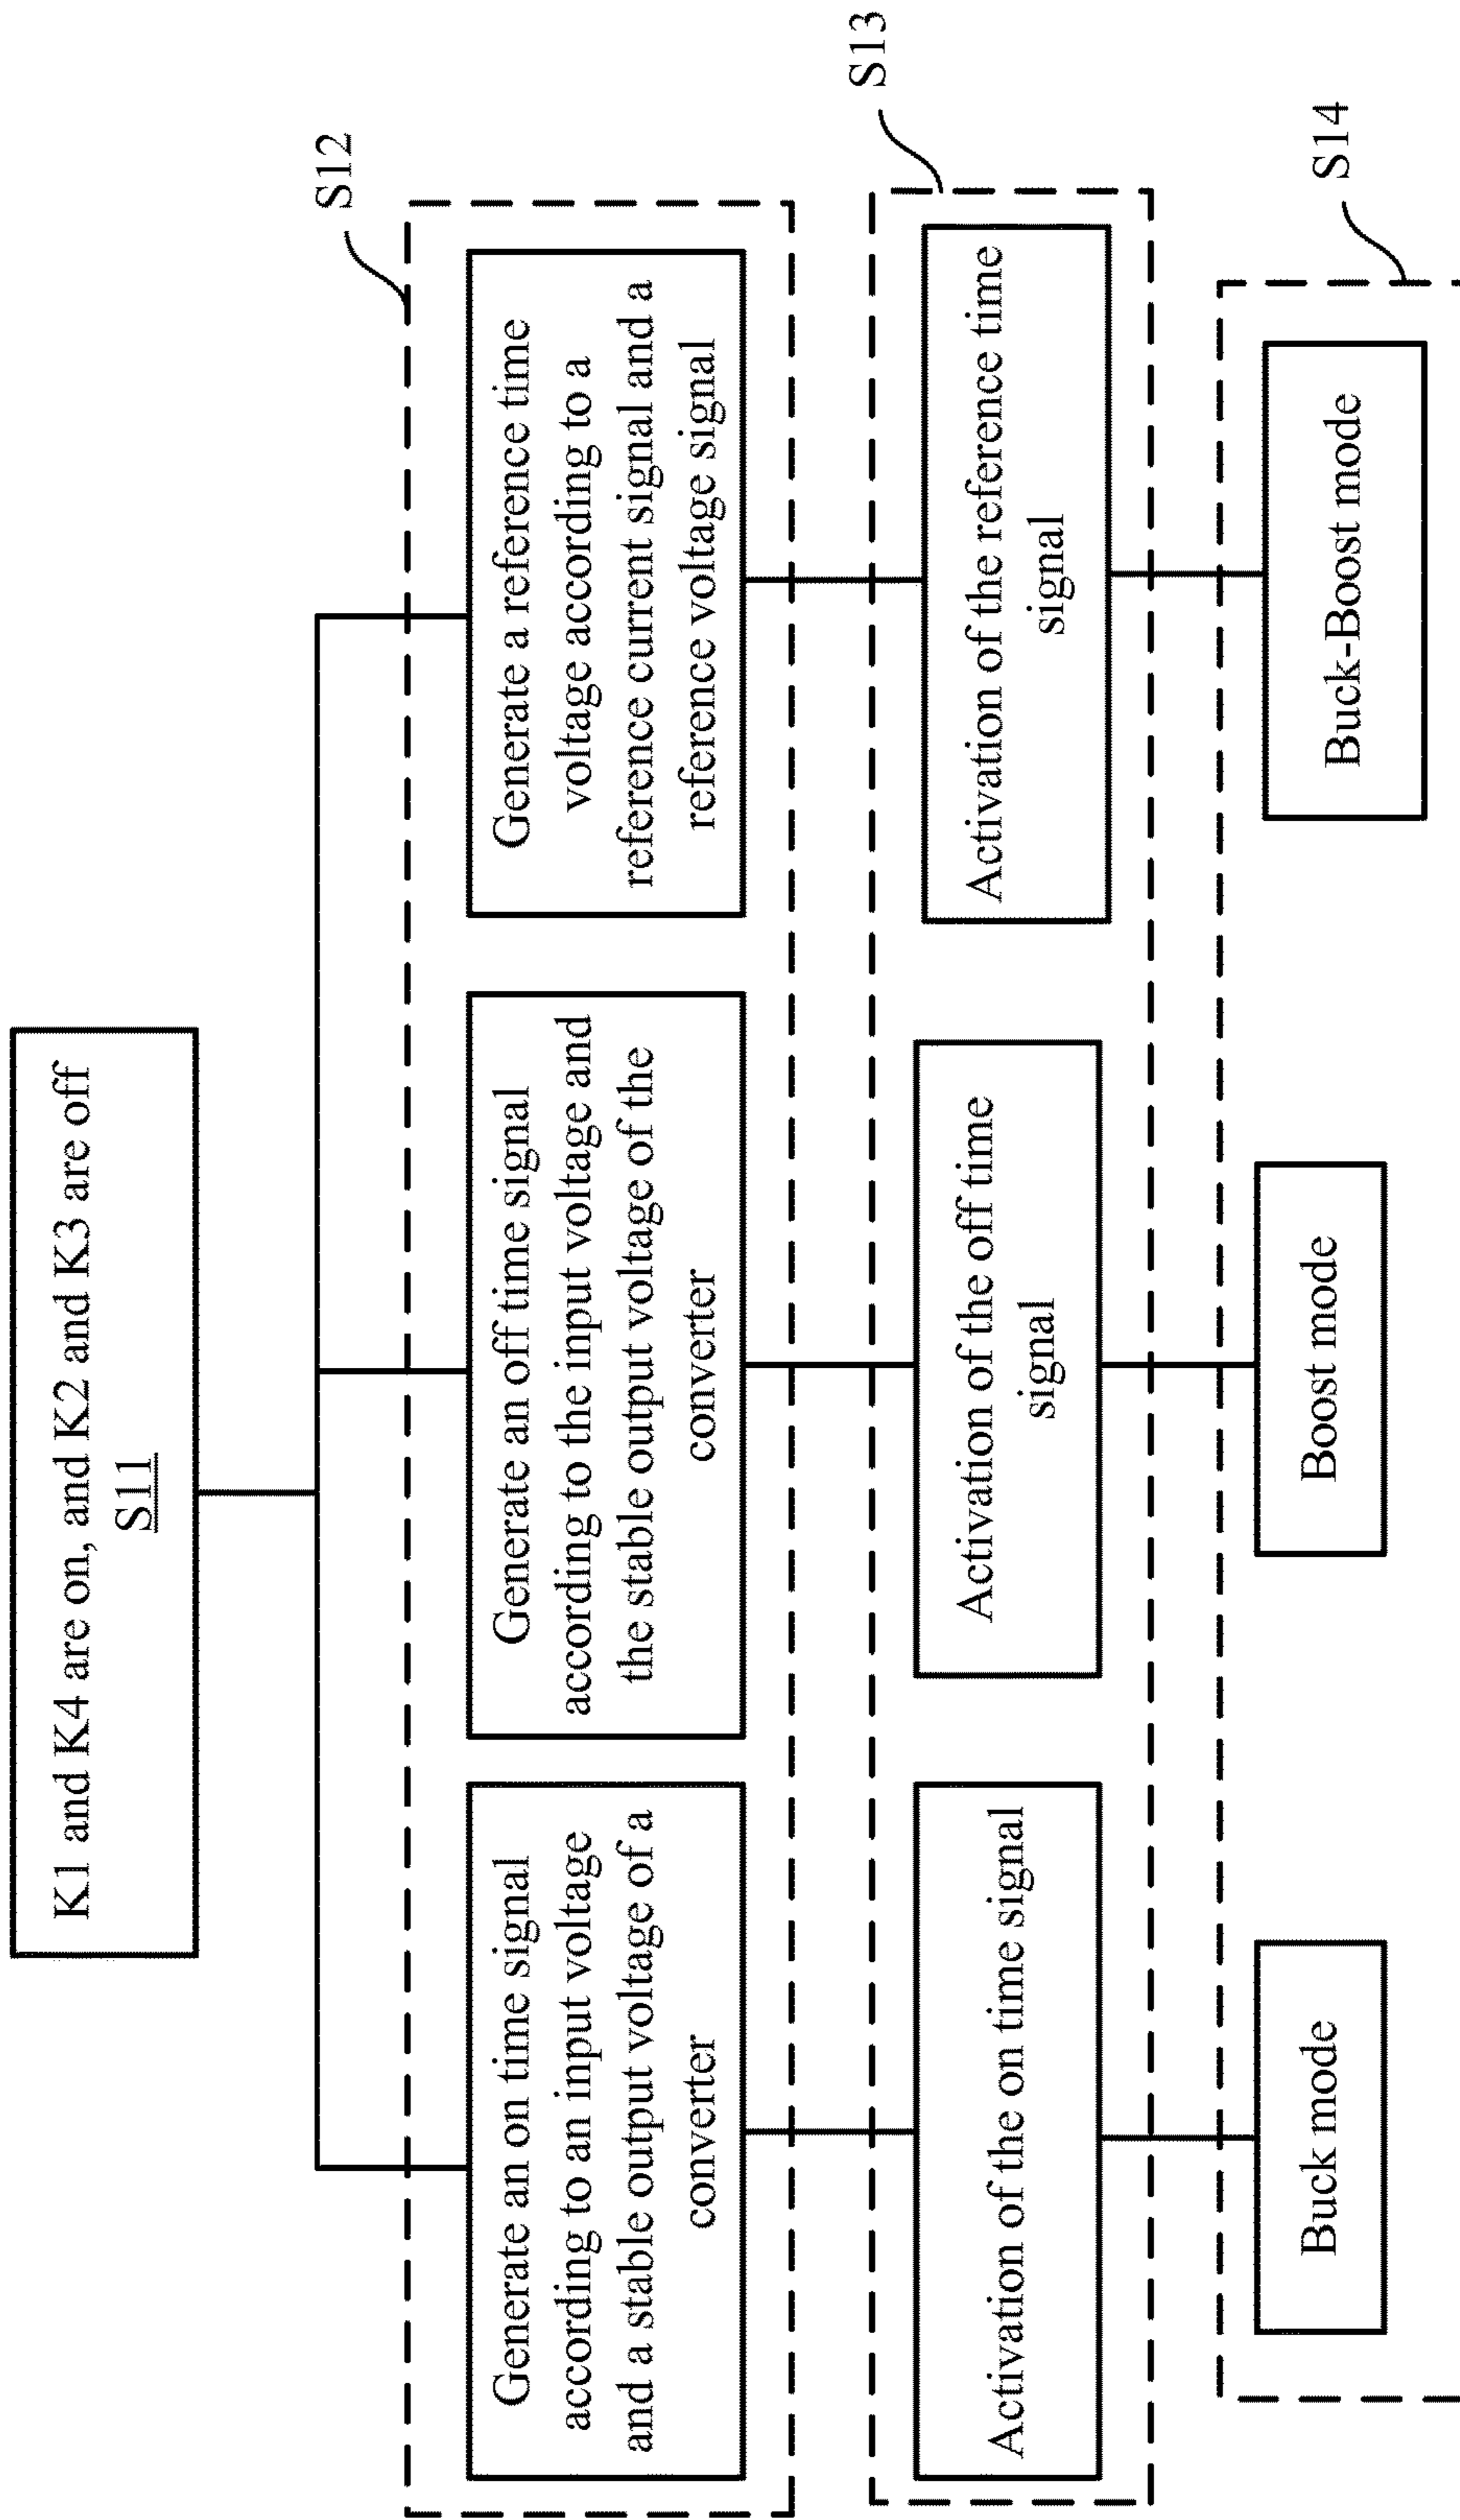 K1 and K4 are on, and K2 and K3 are off
S11
S12
Generate an on time signal
according to an input voltage
and a stable output voltage of a
converter
Generate an off time signal
according to the input voltage and
the stable output voltage of the
converter
Generate a reference time
voltage according to a
reference current signal and a
reference voltage signal
S13
Activation of the on time signal
Activation of the off time
signal
Activation of the reference time
signal
S14
Buck mode
Boost mode
Buck-Boost mode